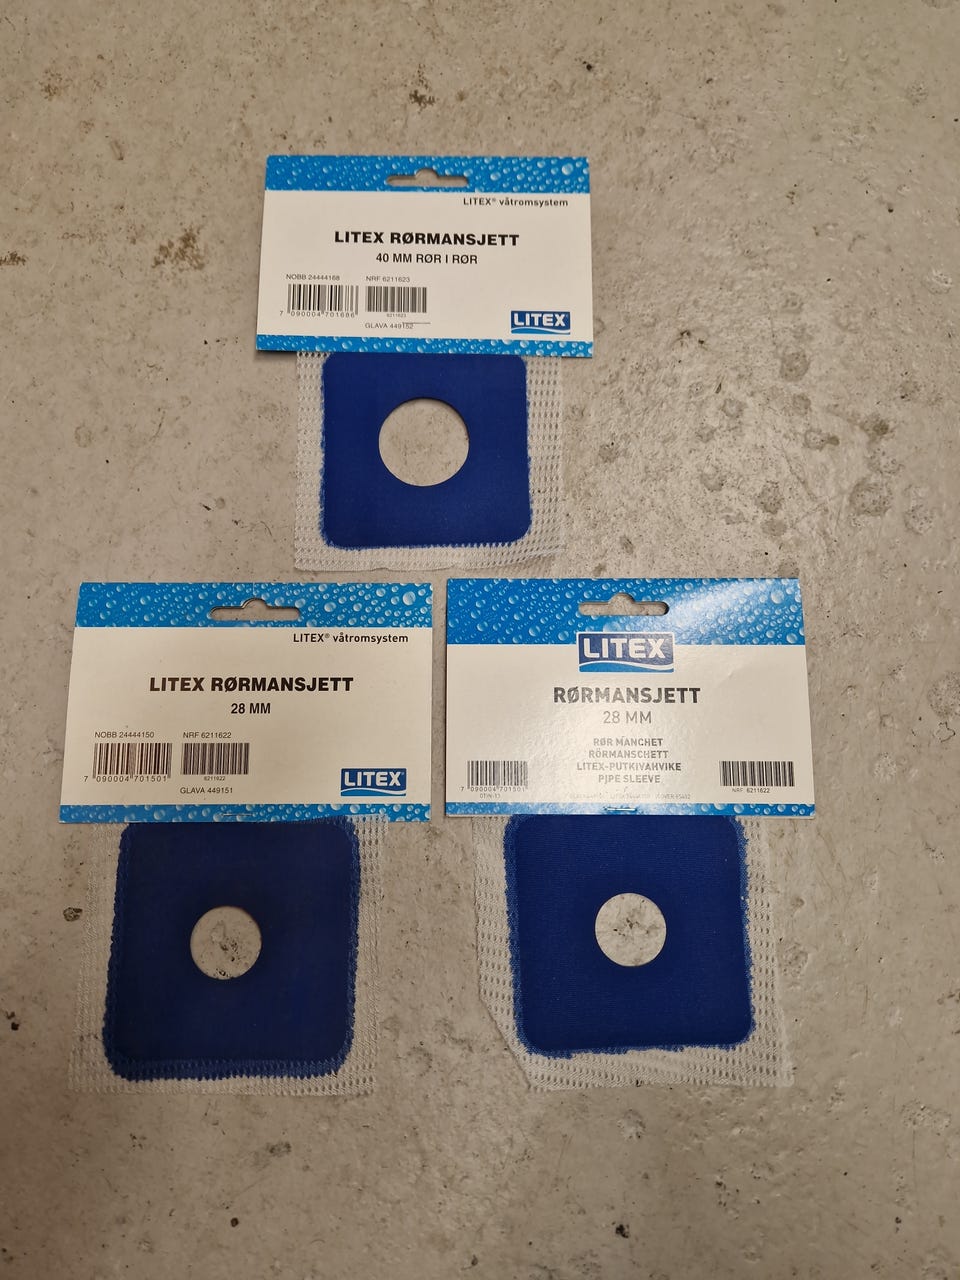 LITEX® våtromsystem
LITEX RØRMANSJETT
40 MM RØR I RØR
NOBB 24444168 NRF 6211623
7 090004 701686
6211623
GLAVA 449152
LITEX
LITEX® våtromsystem
LITEX RØRMANSJETT
28 MM
NOBB 24444150 NRF 6211622
7 090004 701501
6211622
GLAVA 449151
LITEX®
LITEX
RØRMANSJETT
28 MM
RØR MANCHET
RÖRMANSCHETT
LITEX-PUTKIVAHVIKE
PIPE SLEEVE
7 090004 701501
GTIN-13
NRF 6211622